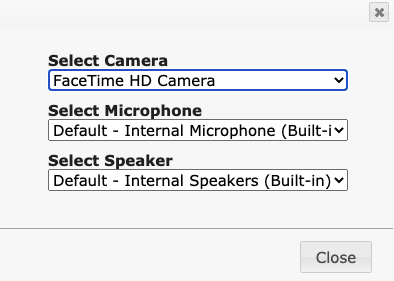 Select Camera
FaceTime HD Camera
Select Microphone
Default - Internal Microphone (Built-i
Select Speaker
Default - Internal Speakers (Built-in)
Close